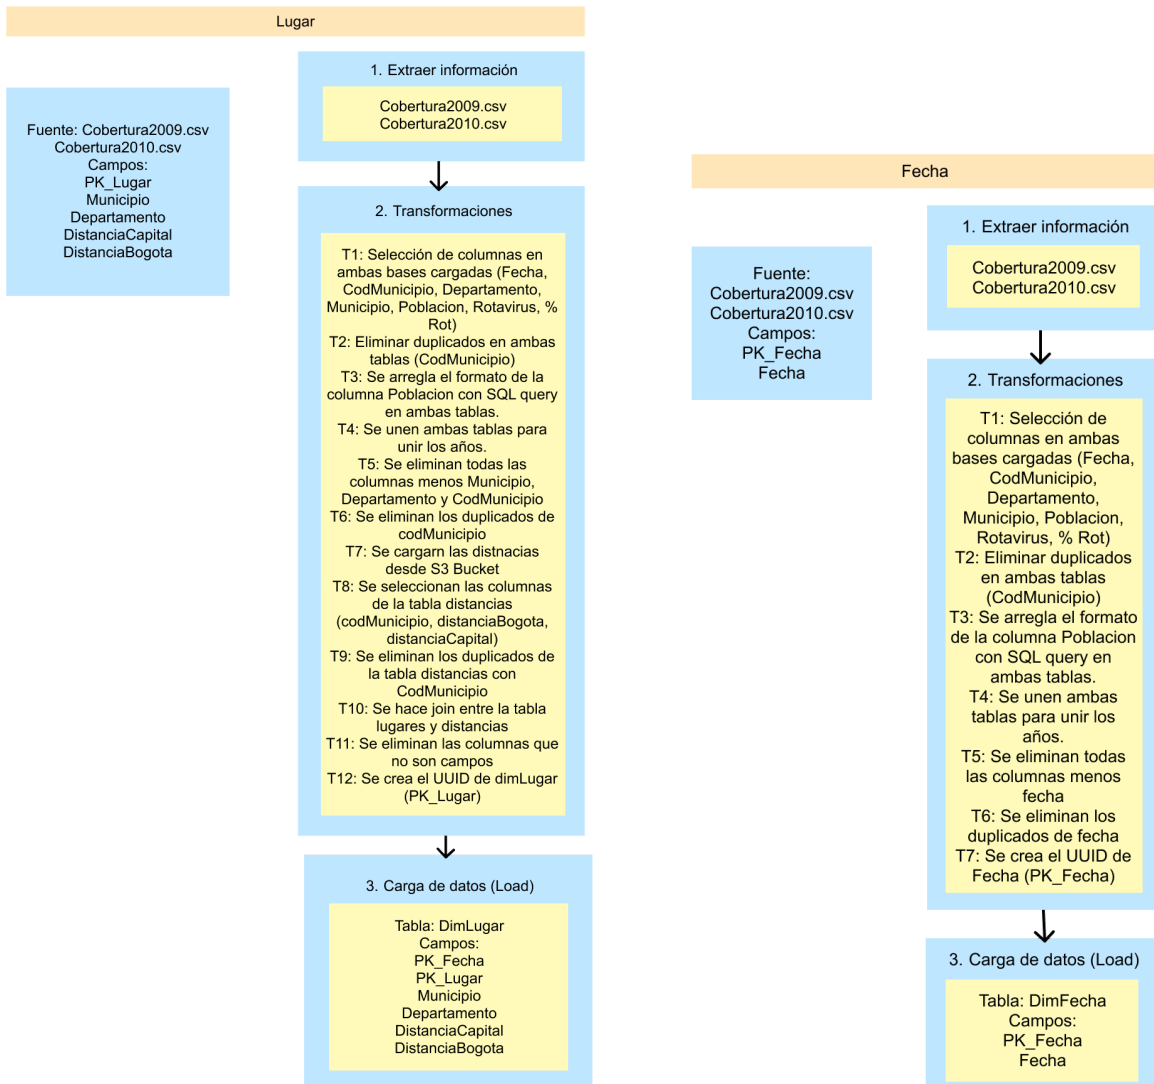 Lugar
1. Extraer información
Cobertura2009.csv
Cobertura2010.csv
Fuente: Cobertura2009.csv
Cobertura2010.csv
Campos:
PK_Lugar
Municipio
Departamento
DistanciaCapital
DistanciaBogota
2. Transformaciones
T1: Selección de columnas en
ambas bases cargadas (Fecha,
CodMunicipio, Departamento,
Municipio, Poblacion, Rotavirus, %
Rot)
T2: Eliminar duplicados en ambas
tablas (CodMunicipio)
T3: Se arregla el formato de la
columna Poblacion con SQL query
en ambas tablas.
T4: Se unen ambas tablas para
unir los años.
T5: Se eliminan todas las
columnas menos Municipio,
Departamento y CodMunicipio
T6: Se eliminan los duplicados de
codMunicipio
T7: Se cargarn las distnacias
desde S3 Bucket
T8: Se seleccionan las columnas
de la tabla distancias
(codMunicipio, distanciaBogota,
distanciaCapital)
T9: Se eliminan los duplicados de
la tabla distancias con
CodMunicipio
T10: Se hace join entre la tabla
lugares y distancias
T11: Se eliminan las columnas que
no son campos
T12: Se crea el UUID de dimLugar
(PK_Lugar)
3. Carga de datos (Load)
Tabla: DimLugar
Campos:
PK_Fecha
PK_Lugar
Municipio
Departamento
DistanciaCapital
DistanciaBogota
Fecha
1. Extraer información
Cobertura2009.csv
Cobertura2010.csv
Fuente:
Cobertura2009.csv
Cobertura2010.csv
Campos:
PK_Fecha
Fecha
2. Transformaciones
T1: Selección de
columnas en ambas
bases cargadas (Fecha,
CodMunicipio,
Departamento,
Municipio, Poblacion,
Rotavirus, % Rot)
T2: Eliminar duplicados
en ambas tablas
(CodMunicipio)
T3: Se arregla el formato
de la columna Poblacion
con SQL query en
ambas tablas.
T4: Se unen ambas
tablas para unir los
años.
T5: Se eliminan todas
las columnas menos
fecha
T6: Se eliminan los
duplicados de fecha
T7: Se crea el UUID de
Fecha (PK_Fecha)
3. Carga de datos (Load)
Tabla: DimFecha
Campos:
PK_Fecha
Fecha